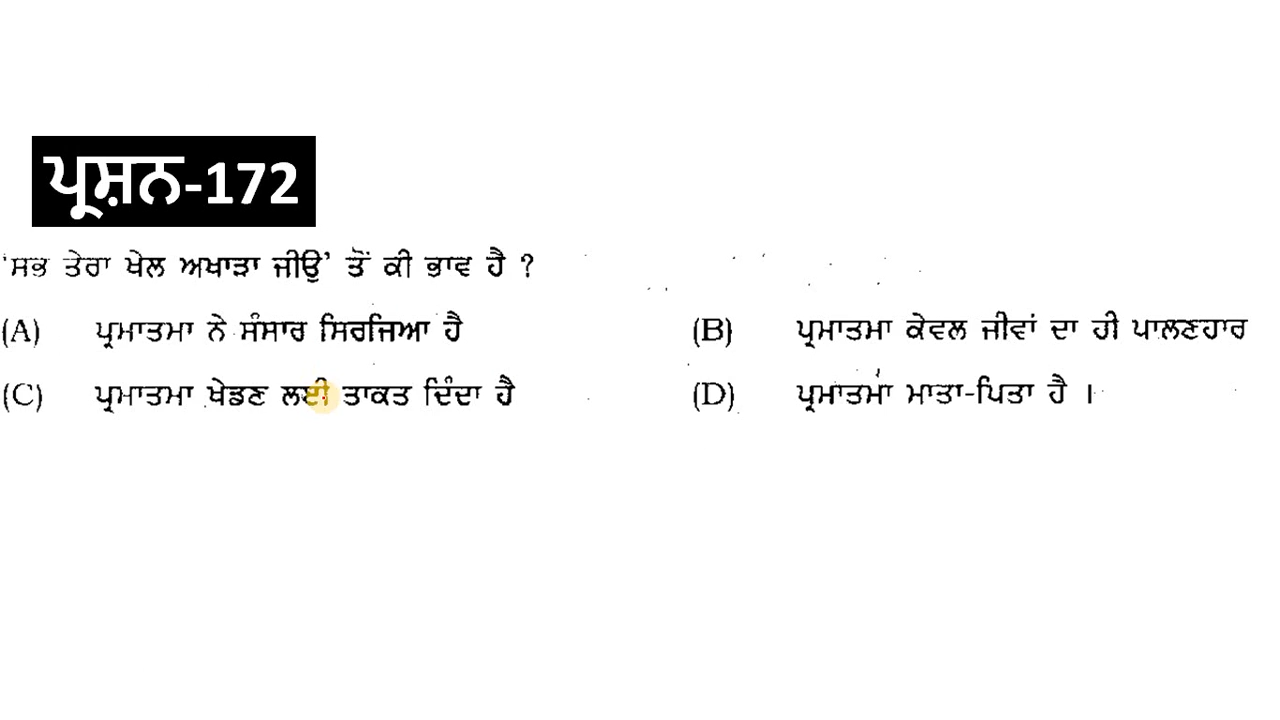 ਪ੍ਰਸ਼ਨ-172
'ਸਭ ਤੇਰਾ ਖੇਲ ਅਖਾੜਾ ਜੀਉ' ਤੋਂ ਕੀ ਭਾਵ ਹੈ ?
(A) ਪ੍ਰਮਾਤਮਾ ਨੇ ਸੰਸਾਰ ਸਿਰਜਿਆ ਹੈ (B) ਪ੍ਰਮਾਤਮਾ ਕੇਵਲ ਜੀਵਾਂ ਦਾ ਹੀ ਪਾਲਣਹਾਰ
(C) ਪ੍ਰਮਾਤਮਾ ਖੇਡਣ ਲਈ ਤਾਕਤ ਦਿੰਦਾ ਹੈ (D) ਪ੍ਰਮਾਤਮਾ ਮਾਤਾ-ਪਿਤਾ ਹੈ ।